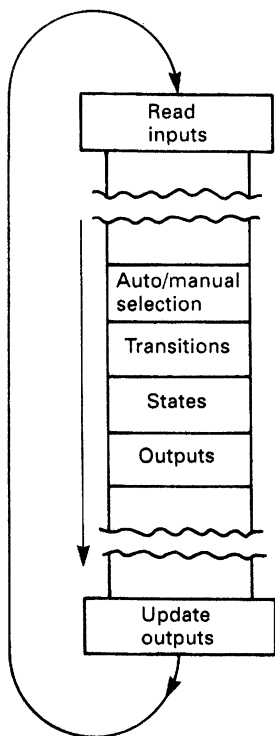 Read
inputs
Auto/manual
selection
Transitions
States
Outputs
Update
outputs